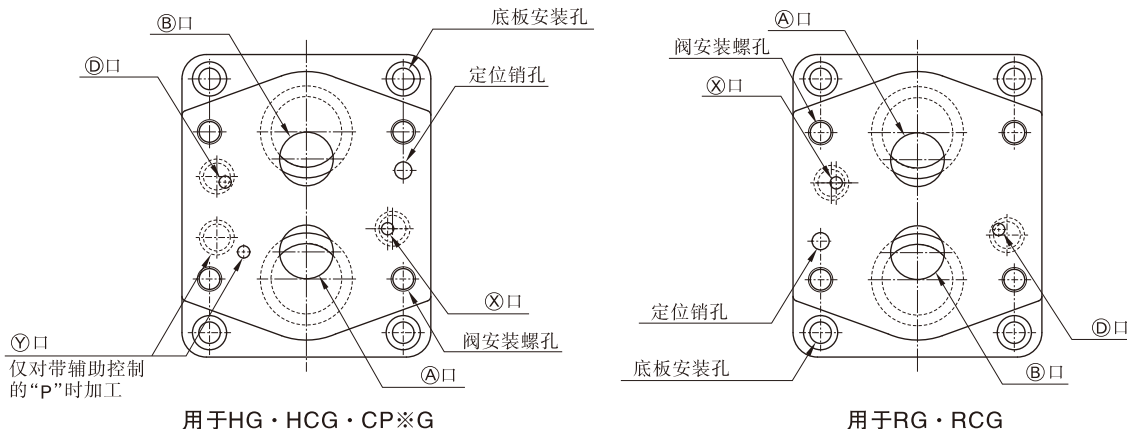 Ⓑ口
底板安装孔
Ⓓ口
定位销孔
Ⓧ口
阀安装螺孔
Ⓐ口
Ⓨ口
仅对带辅助控制
的“P”时加工
用于HG・HCG・CP※G
Ⓐ口
阀安装螺孔
Ⓧ口
定位销孔
Ⓓ口
底板安装孔
Ⓑ口
用于RG・RCG